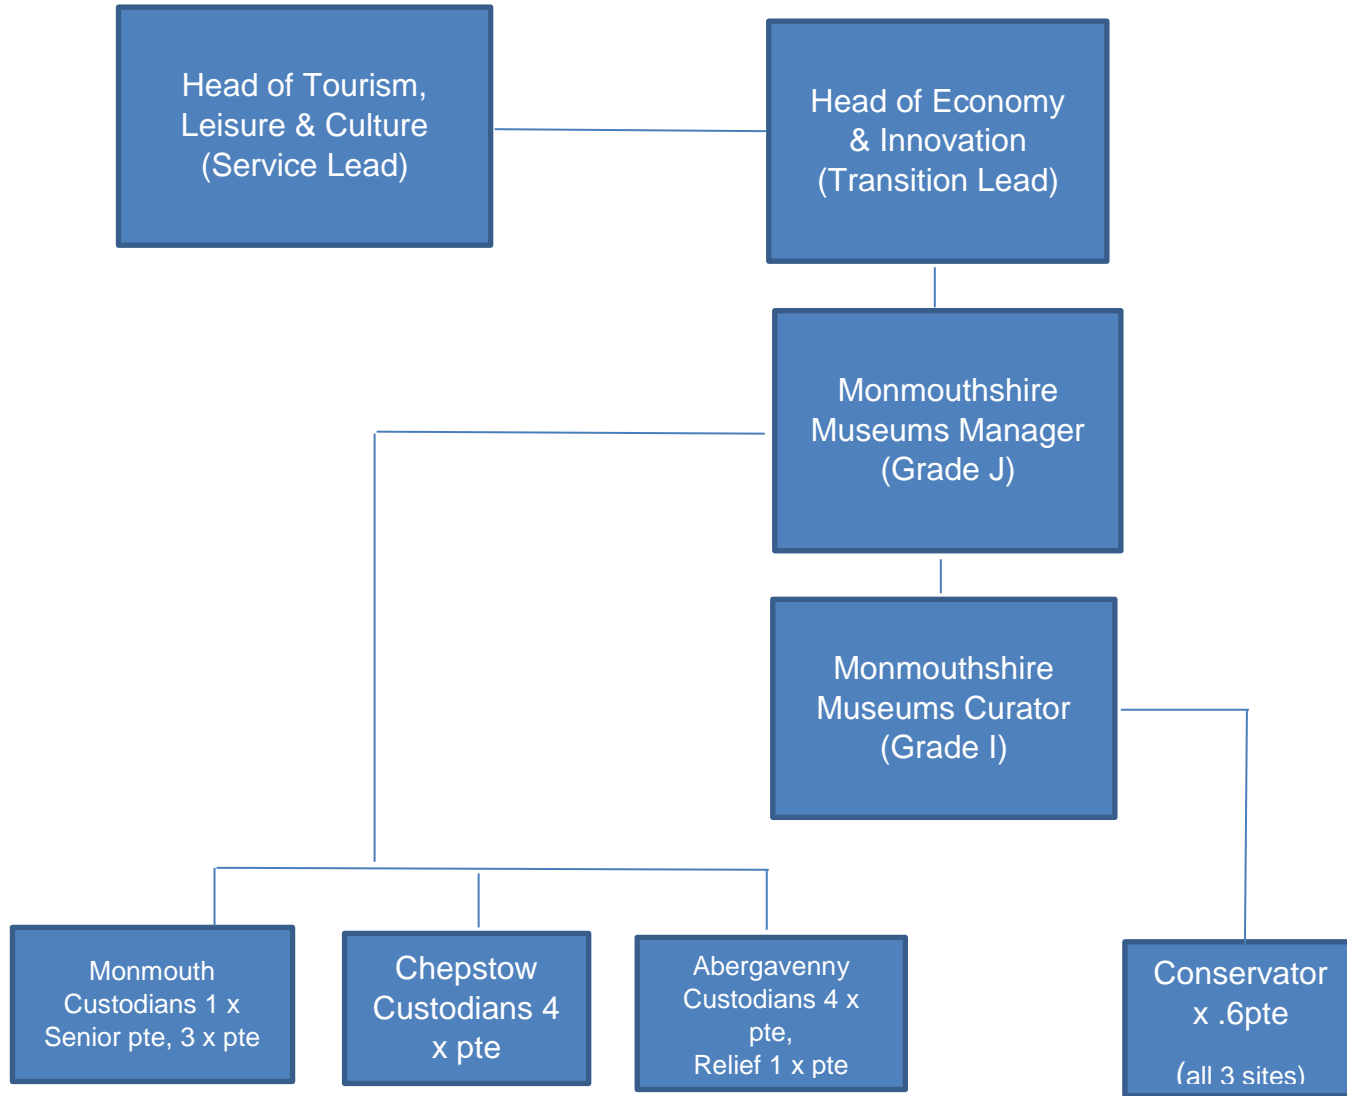 Head of Tourism,
Leisure & Culture
(Service Lead)
Head of Economy
& Innovation
(Transition Lead)
Monmouthshire
Museums Manager
(Grade J)
Monmouthshire
Museums Curator
(Grade I)
Monmouth
Custodians 1 x
Senior pte, 3 x pte
Chepstow
Custodians 4
x pte
Abergavenny
Custodians 4 x
pte,
Relief 1 x pte
Conservator
x .6pte
(all 3 sites)